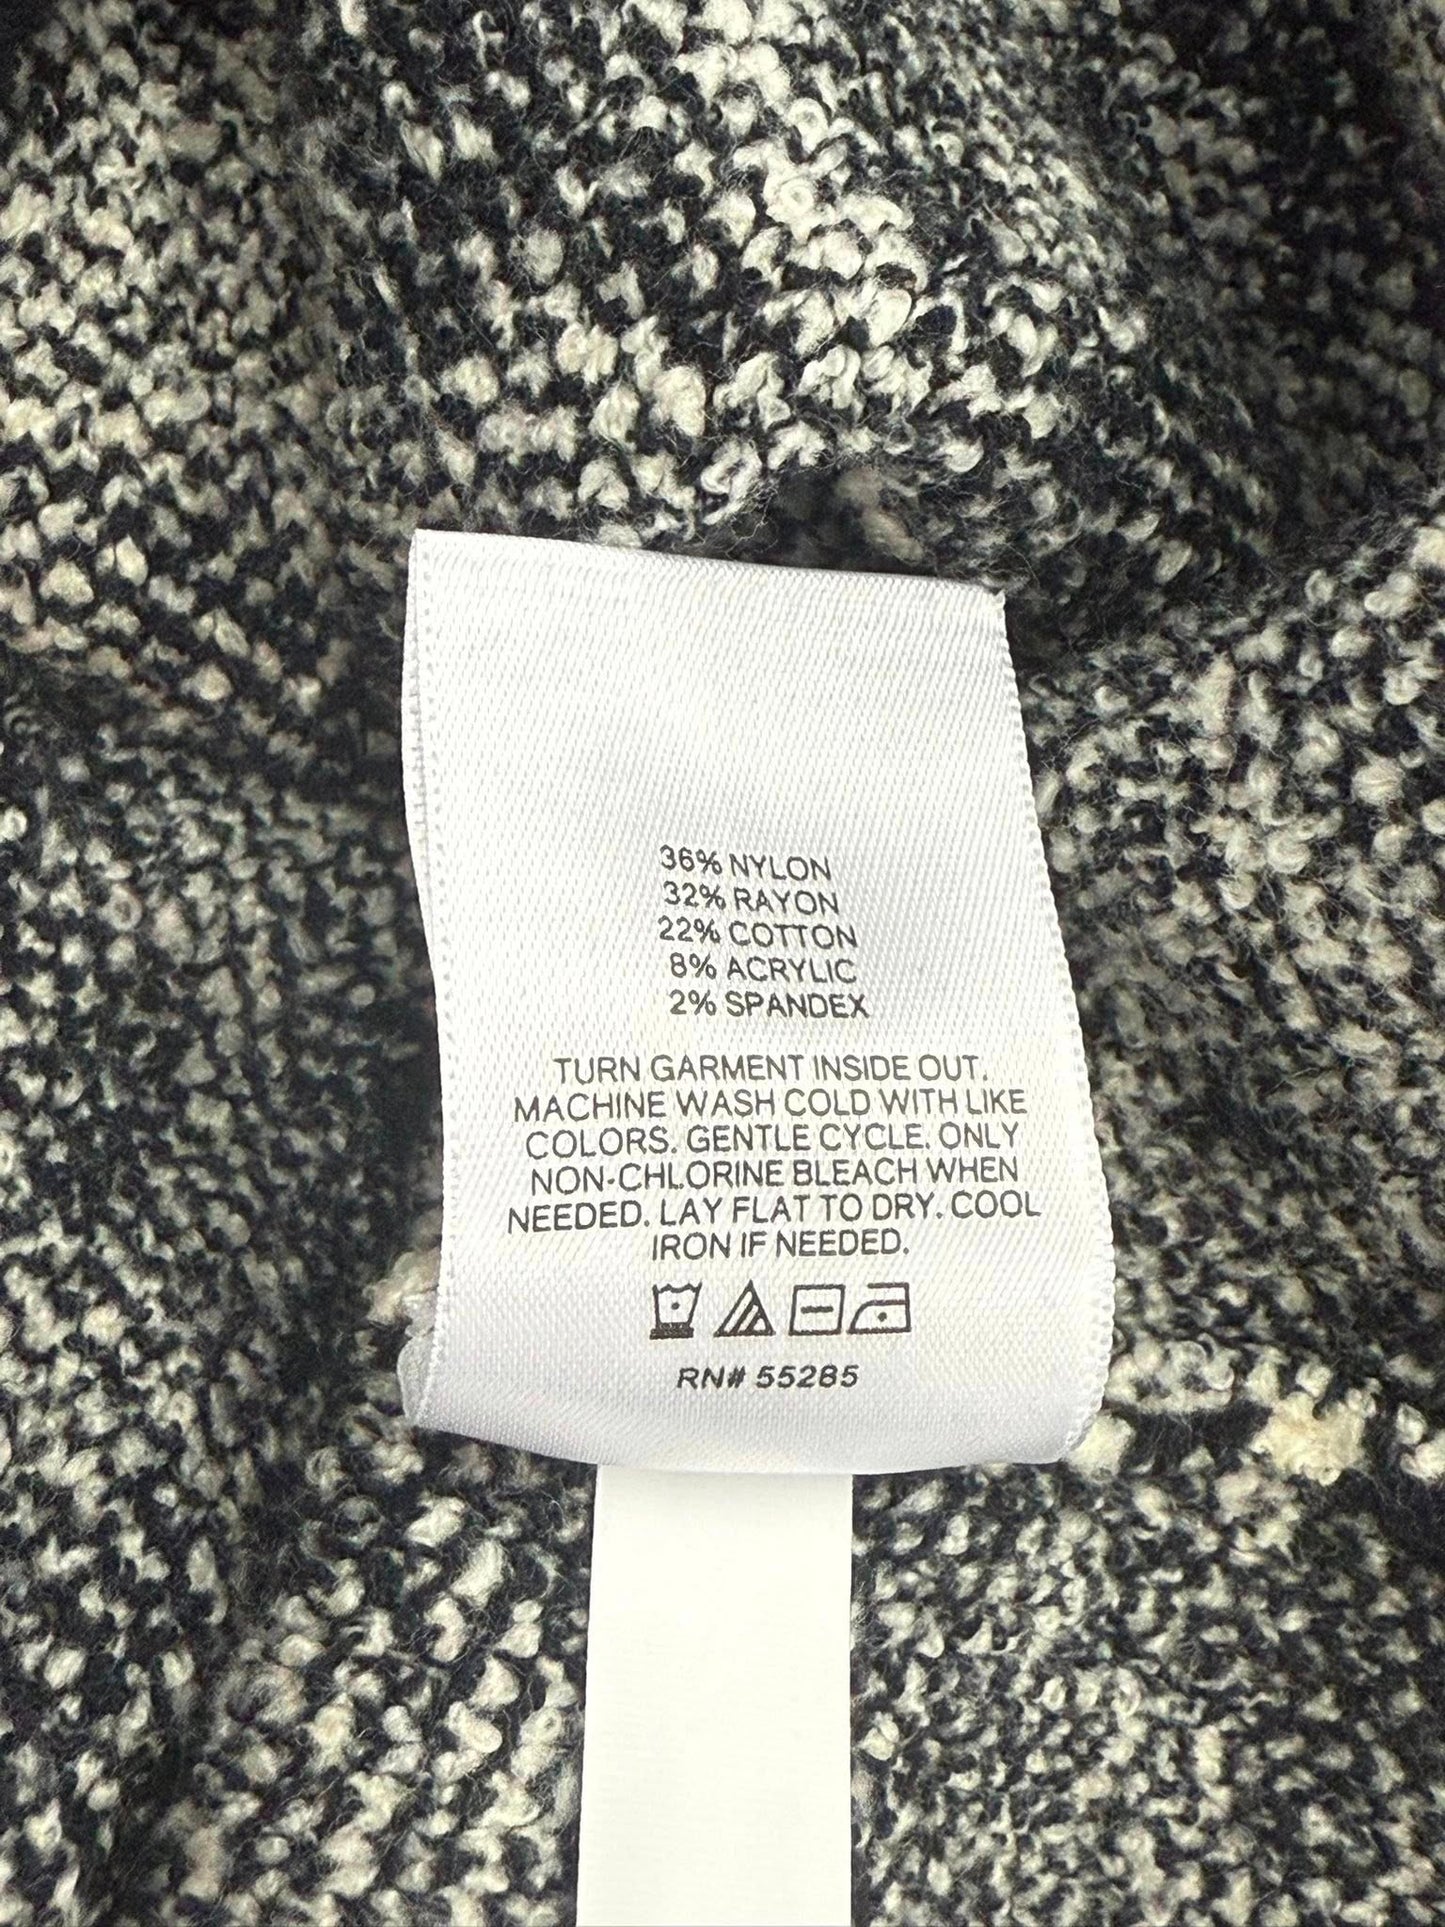 36% NYLON
32% RAYON
22% COTTON
8% ACRYLIC
2% SPANDEX
TURN GARMENT INSIDE OUT.
MACHINE WASH COLD WITH LIKE
COLORS. GENTLE CYCLE. ONLY
NON-CHLORINE BLEACH WHEN
NEEDED. LAY FLAT TO DRY. COOL
IRON IF NEEDED.
RN# 55285